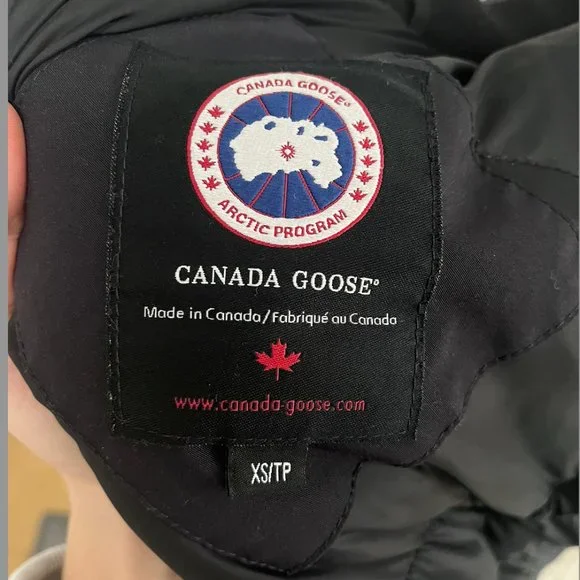 CANADA GOOSE®
ARCTIC PROGRAM
CANADA GOOSE®
Made in Canada/Fabriqué au Canada
www.canada-goose.com
XS/TP